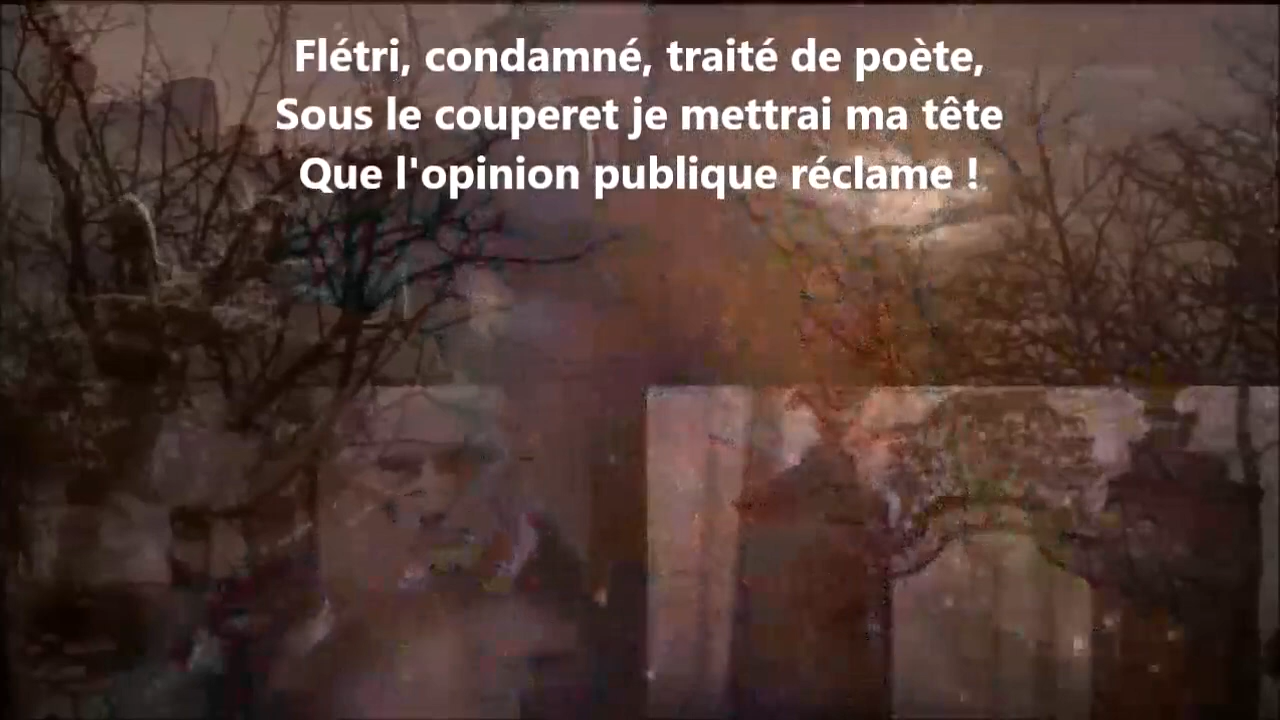 Flétri, condamné, traité de poète,
Sous le couperet je mettrai ma tête
Que l'opinion publique réclame !